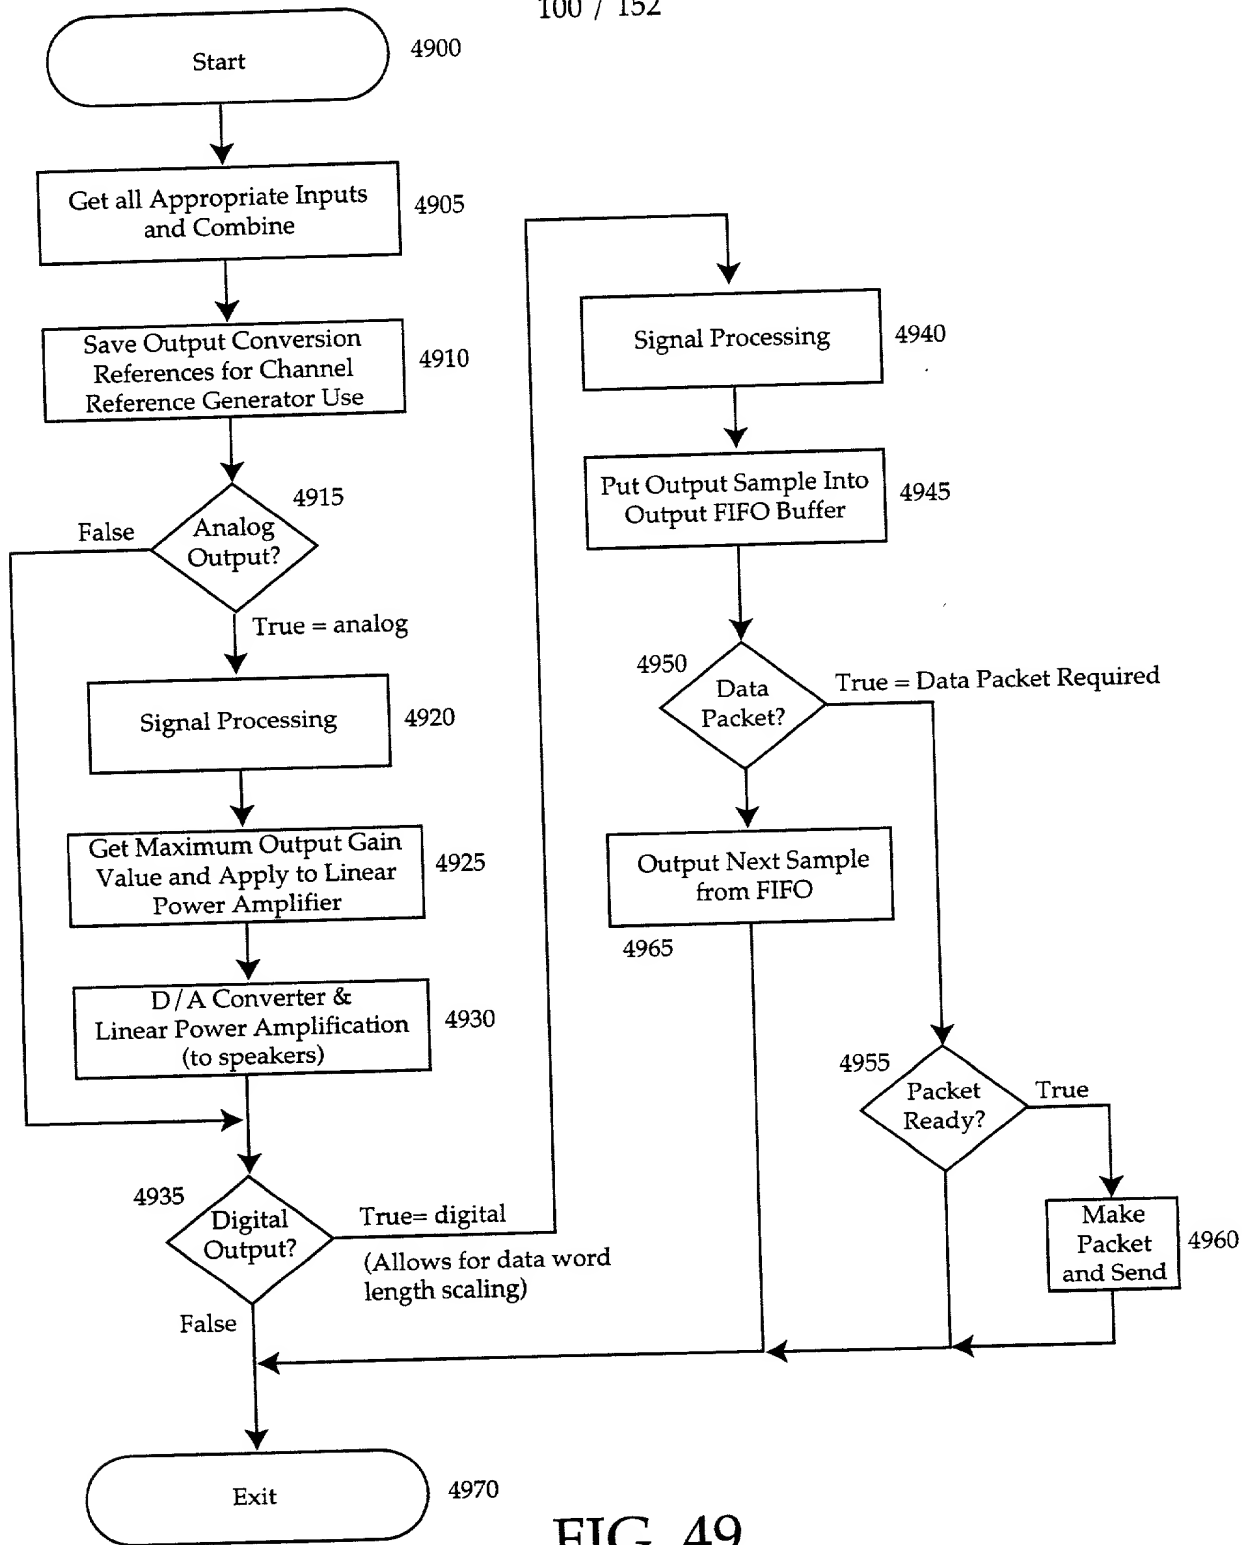 100 / 152
Start
4900
Get all Appropriate Inputs
and Combine
4905
Save Output Conversion
References for Channel
Reference Generator Use
4910
4915
False
Analog
Output?
True = analog
Signal Processing
4920
Get Maximum Output Gain
Value and Apply to Linear
Power Amplifier
4925
D/A Converter &
Linear Power Amplification
(to speakers)
4930
4935
Digital
Output?
True= digital
(Allows for data word
length scaling)
False
Signal Processing
4940
Put Output Sample Into
Output FIFO Buffer
4945
4950
Data
Packet?
True = Data Packet Required
Output Next Sample
from FIFO
4965
4955
Packet
Ready?
True
Make
Packet
and Send
4960
Exit
4970
FIG. 49